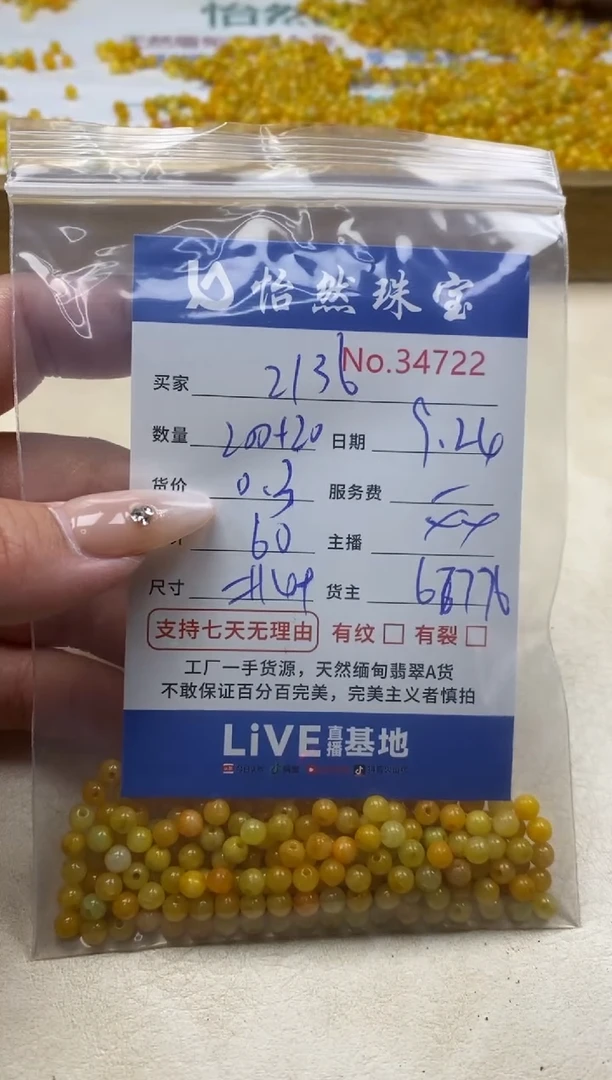 怡然
怡然珠宝
No.34722
买家 2136
数量 200+20 日期 9.26
货价 0.3 服务费
60 主播
尺寸 货主
支持七天无理由 有纹 有裂
工厂一手货源，天然缅甸翡翠A货
不敢保证百分百完美，完美主义者慎拍
LiVE直播基地